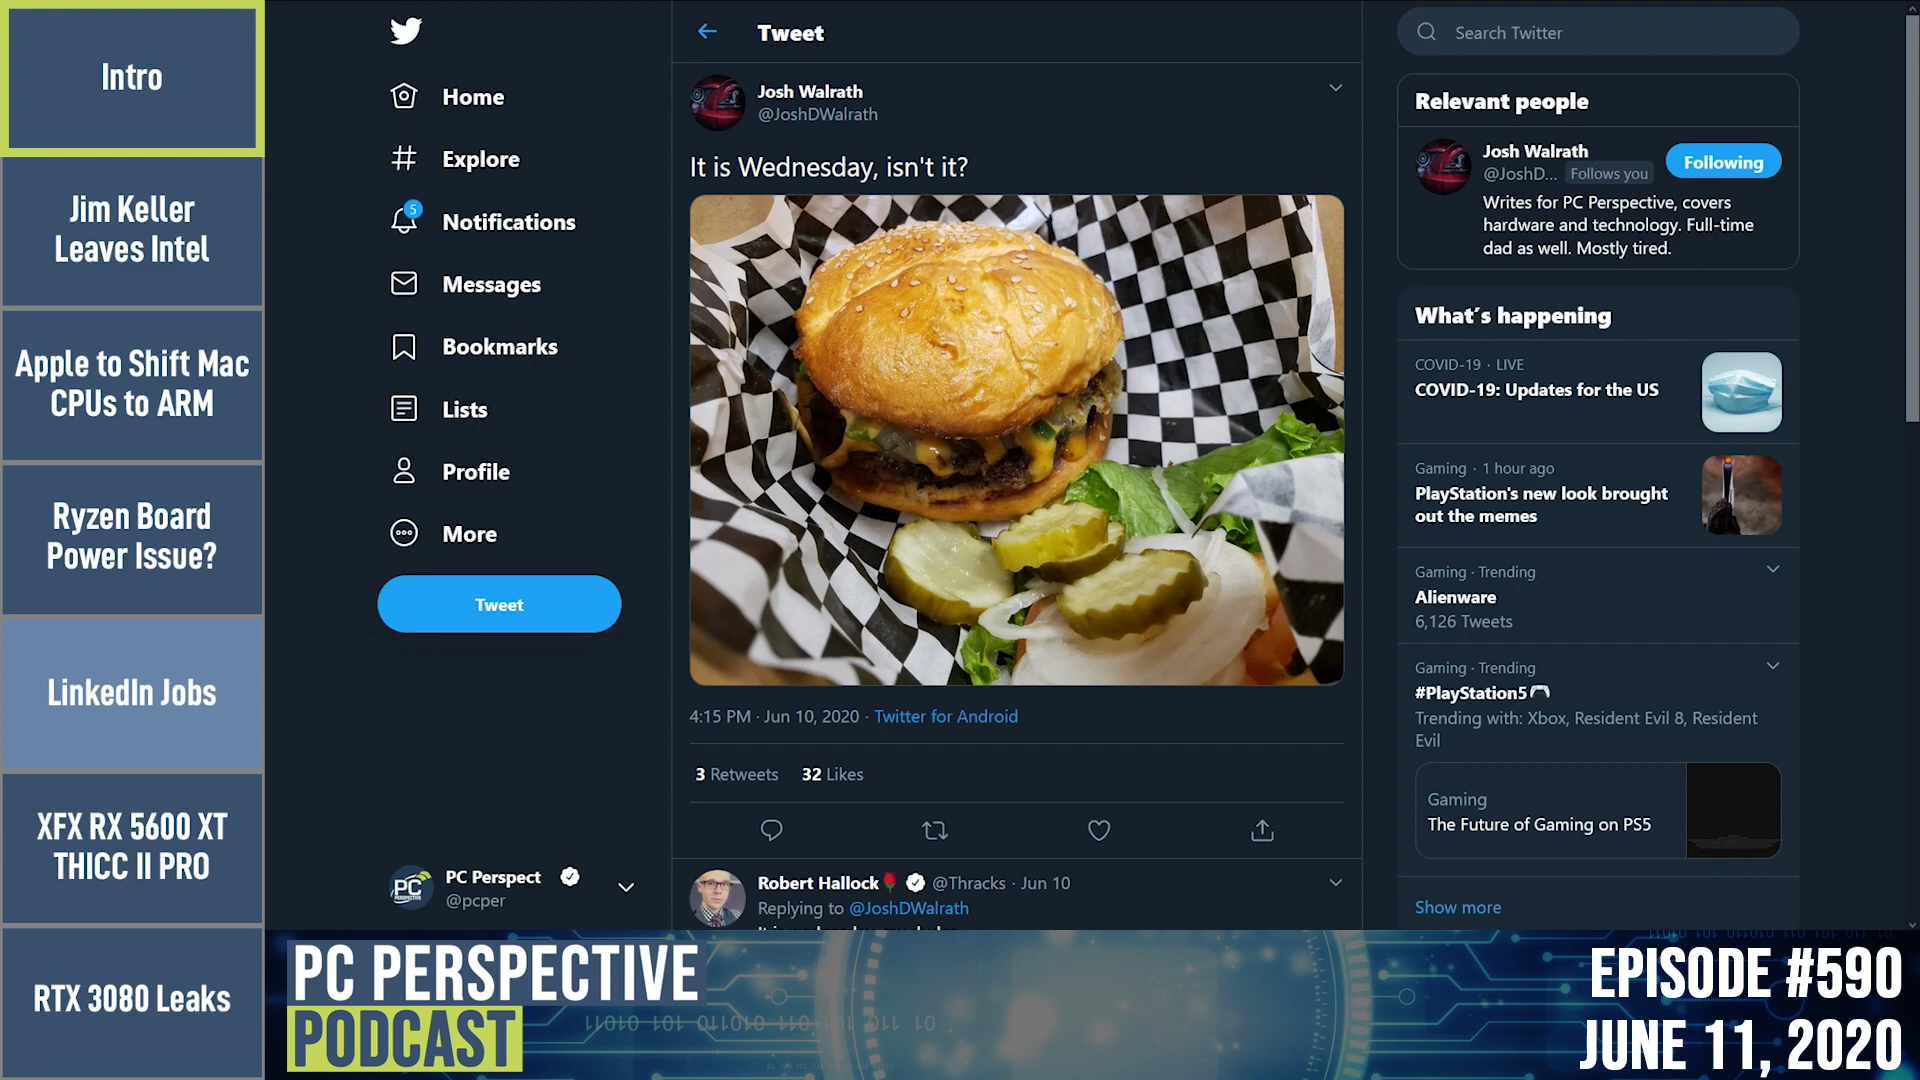 Intro
Jim Keller
Leaves Intel
Apple to Shift Mac
CPUs to ARM
Ryzen Board
Power Issue?
LinkedIn Jobs
XFX RX 5600 XT
THICC II PRO
RTX 3080 Leaks
Home
Explore
5
Notifications
Messages
Bookmarks
Lists
Profile
More
Tweet
PC Perspect
@pcper
Tweet
Josh Walrath
@JoshDWalrath
It is Wednesday, isn't it?
4:15 PM · Jun 10, 2020 · Twitter for Android
3 Retweets 32 Likes
Robert Hallock @Thracks · Jun 10
Replying to @JoshDWalrath
Search Twitter
Relevant people
Josh Walrath
@JoshD... Follows you
Following
Writes for PC Perspective, covers
hardware and technology. Full-time
dad as well. Mostly tired.
What's happening
COVID-19 · LIVE
COVID-19: Updates for the US
Gaming · 1 hour ago
PlayStation's new look brought
out the memes
Gaming · Trending
Alienware
6,126 Tweets
Gaming · Trending
#PlayStation5
Trending with: Xbox, Resident Evil 8, Resident
Evil
Gaming
The Future of Gaming on PS5
Show more
PC PERSPECTIVE
PODCAST
EPISODE #590
JUNE 11, 2020